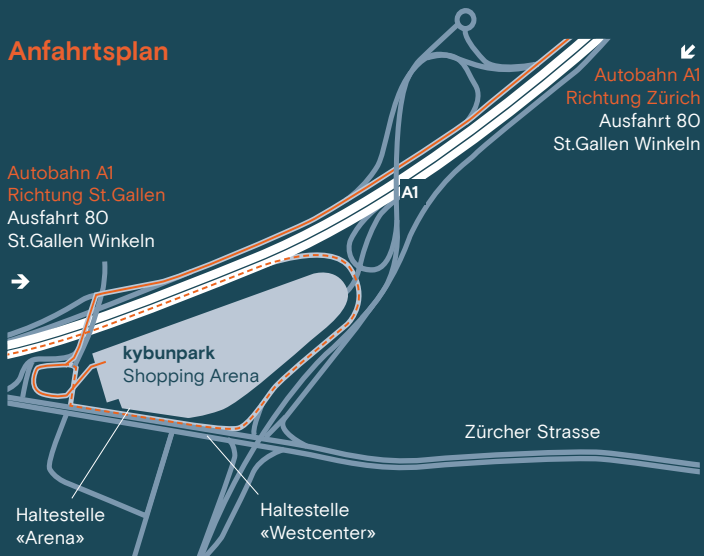 Anfahrtsplan
Autobahn A1
Richtung Zürich
Ausfahrt 80
St.Gallen Winkeln
Autobahn A1
Richtung St.Gallen
Ausfahrt 80
St.Gallen Winkeln
A1
kybunpark
Shopping Arena
Zürcher Strasse
Haltestelle
«Arena»
Haltestelle
«Westcenter»